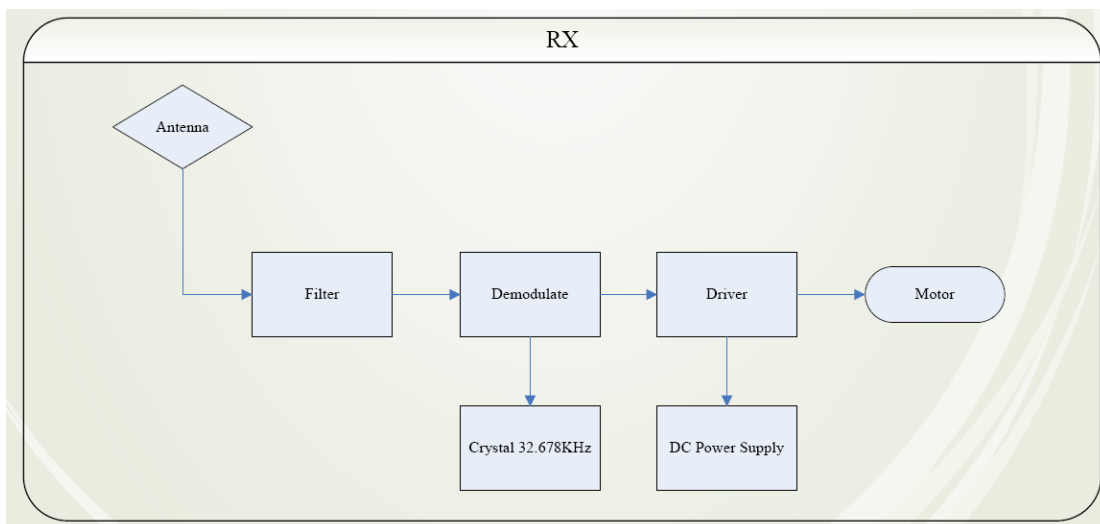 RX
Antenna
Filter
Demodulate
Driver
Motor
Crystal 32.678KHz
DC Power Supply